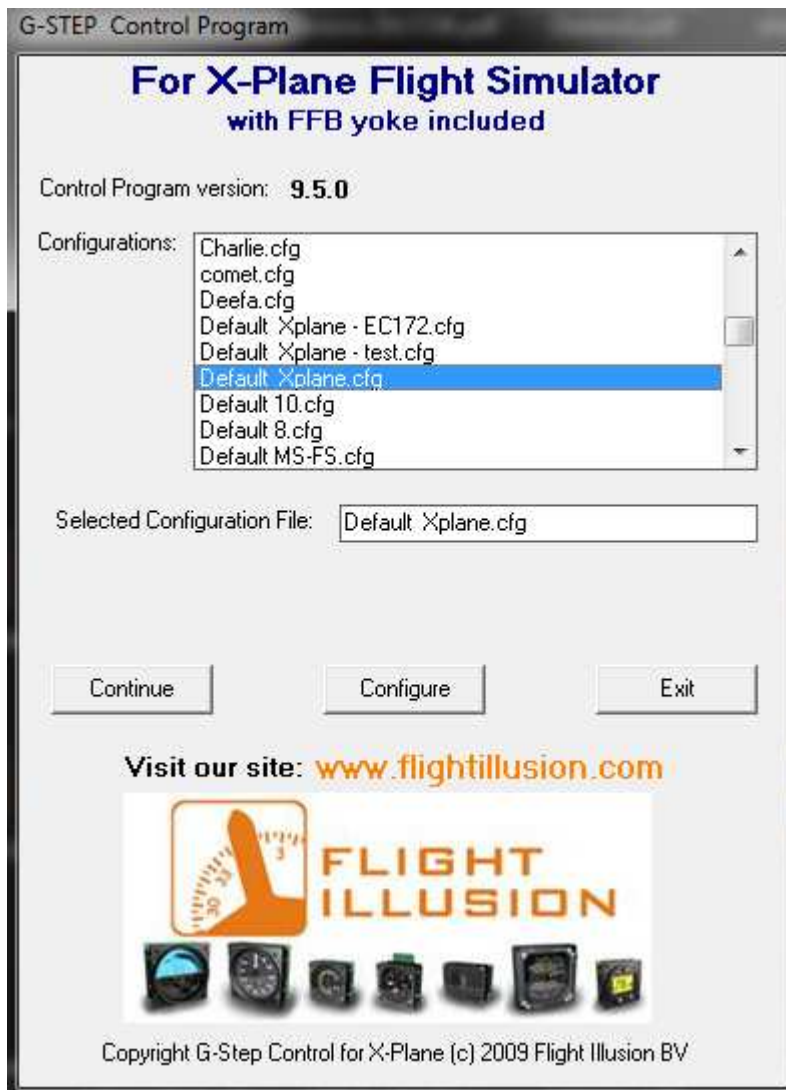 G-STEP Control Program
For X-Plane Flight Simulator
with FFB yoke included
Control Program version: 9.5.0
Configurations:
Charlie.cfg
comet.cfg
Deefa.cfg
Default Xplane - EC172.cfg
Default Xplane - test.cfg
Default Xplane.cfg
Default 10.cfg
Default 8.cfg
Default MS-FS.cfg
Selected Configuration File: Default Xplane.cfg
Continue Configure Exit
Visit our site: www.flightillusion.com
30 33 3
FLIGHT
ILLUSION
Copyright G-Step Control for X-Plane (c) 2009 Flight Illusion BV